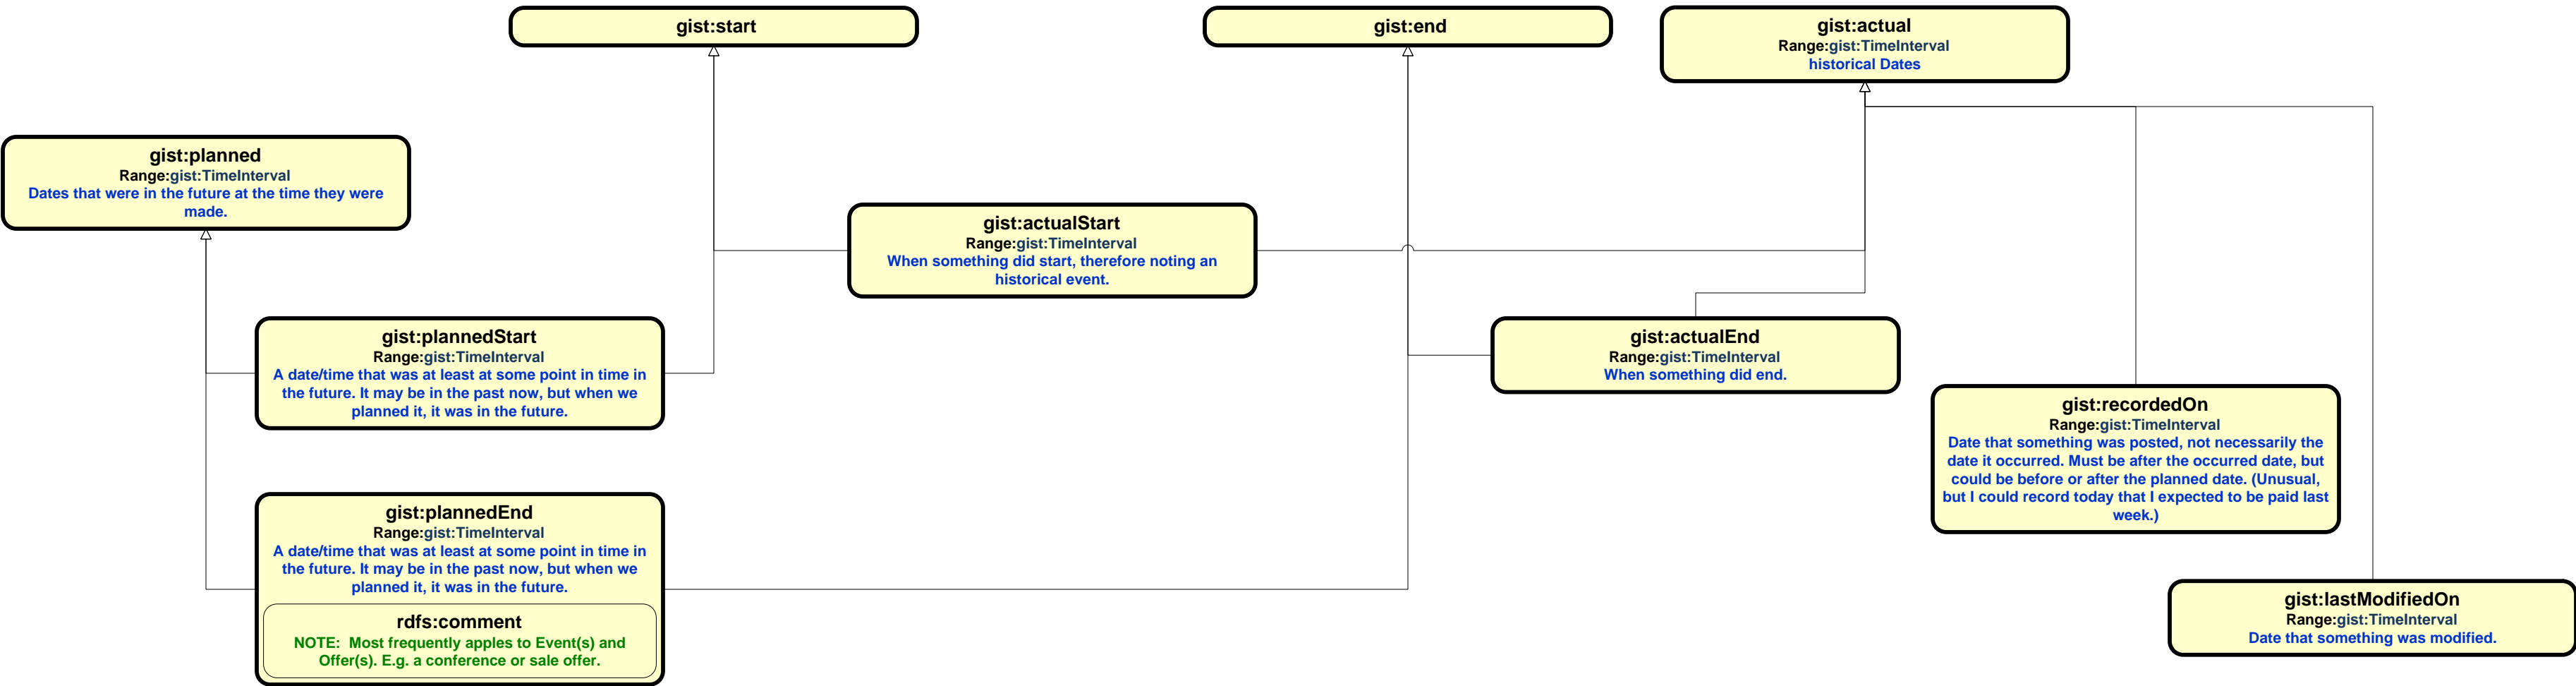 gist:start
gist:end
gist:actual
Range:gist:TimeInterval
historical Dates
gist:planned
Range:gist:TimeInterval
Dates that were in the future at the time they were
made.
gist:actualStart
Range:gist:TimeInterval
When something did start, therefore noting an
historical event.
gist:plannedStart
Range:gist:TimeInterval
A date/time that was at least at some point in time in
the future. It may be in the past now, but when we
planned it, it was in the future.
gist:actualEnd
Range:gist:TimeInterval
When something did end.
gist:recordedOn
Range:gist:TimeInterval
Date that something was posted, not necessarily the
date it occurred. Must be after the occurred date, but
could be before or after the planned date. (Unusual,
but I could record today that I expected to be paid last
week.)
gist:plannedEnd
Range:gist:TimeInterval
A date/time that was at least at some point in time in
the future. It may be in the past now, but when we
planned it, it was in the future.
rdfs:comment
NOTE:  Most frequently applies to Event(s) and
Offer(s). E.g. a conference or sale offer.
gist:lastModifiedOn
Range:gist:TimeInterval
Date that something was modified.